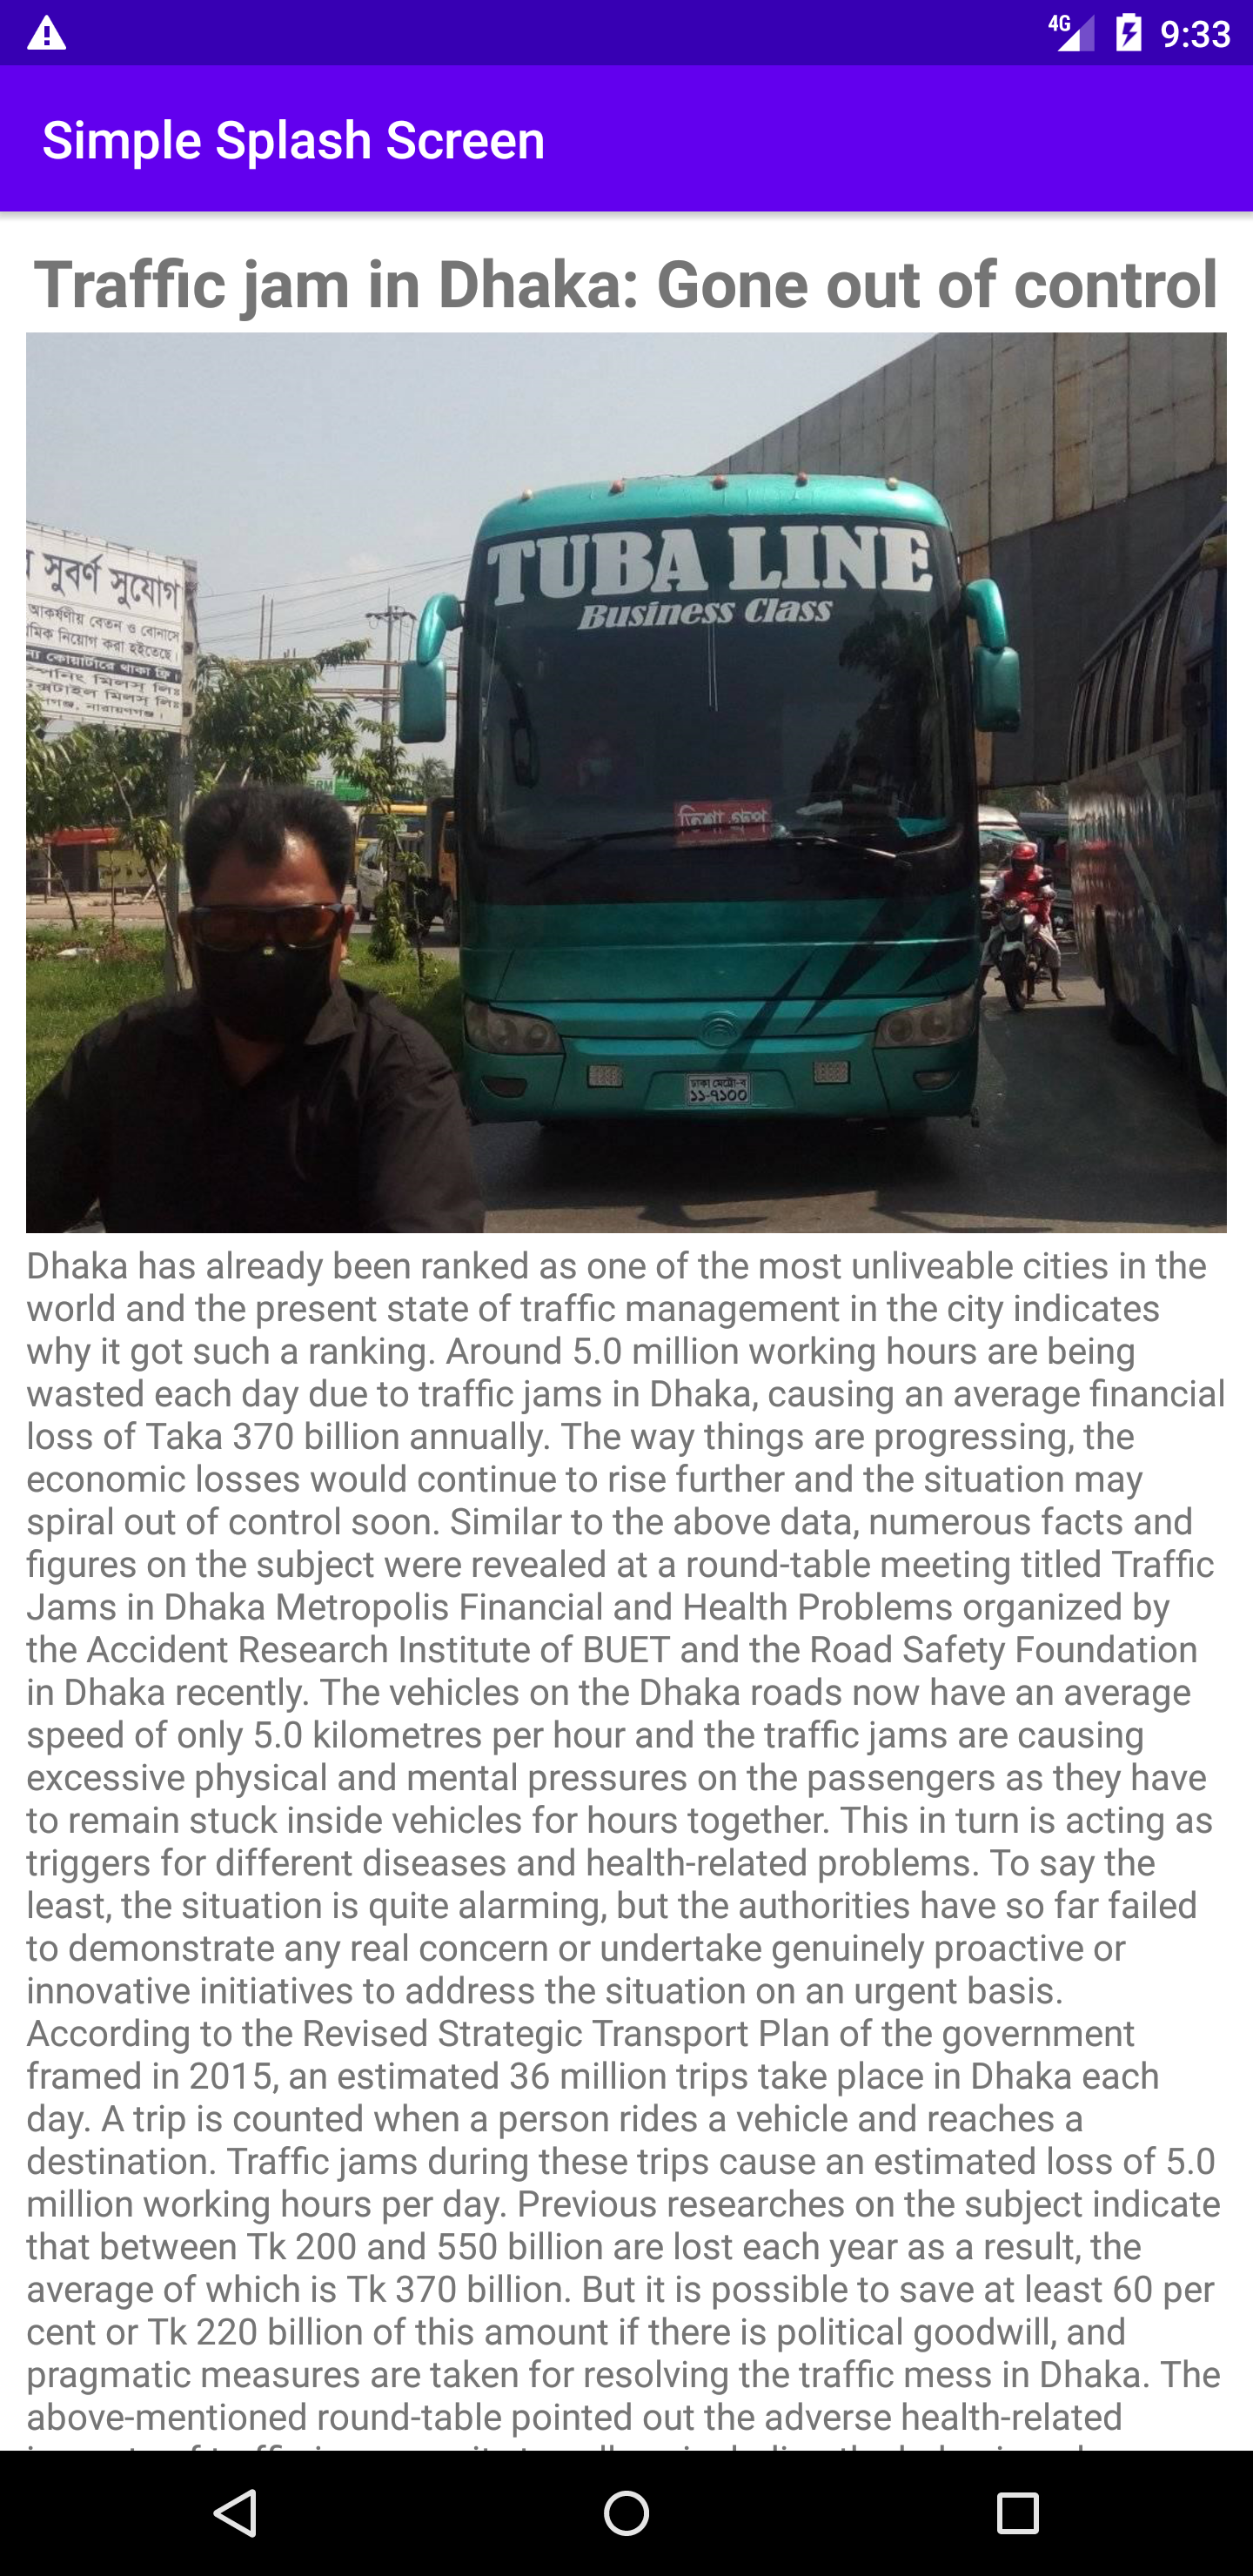 4G 9:33
Simple Splash Screen
Traffic jam in Dhaka: Gone out of control
সুবর্ণ সুযোগ
আকর্ষণীয় বেতন ও বোনাসে
নিয়োগ করা হইতেছে।
কোয়ার্টারে থাকা ফ্রি।
মিলস্ লিঃ
মিলস্ লিঃ
নারায়ণগঞ্জ।
TUBA LINE
Business Class
তিশা গ্রুপ
ঢাকা মেট্রো-ব
১১-৭১০০
Dhaka has already been ranked as one of the most unliveable cities in the
world and the present state of traffic management in the city indicates
why it got such a ranking. Around 5.0 million working hours are being
wasted each day due to traffic jams in Dhaka, causing an average financial
loss of Taka 370 billion annually. The way things are progressing, the
economic losses would continue to rise further and the situation may
spiral out of control soon. Similar to the above data, numerous facts and
figures on the subject were revealed at a round-table meeting titled Traffic
Jams in Dhaka Metropolis Financial and Health Problems organized by
the Accident Research Institute of BUET and the Road Safety Foundation
in Dhaka recently. The vehicles on the Dhaka roads now have an average
speed of only 5.0 kilometres per hour and the traffic jams are causing
excessive physical and mental pressures on the passengers as they have
to remain stuck inside vehicles for hours together. This in turn is acting as
triggers for different diseases and health-related problems. To say the
least, the situation is quite alarming, but the authorities have so far failed
to demonstrate any real concern or undertake genuinely proactive or
innovative initiatives to address the situation on an urgent basis.
According to the Revised Strategic Transport Plan of the government
framed in 2015, an estimated 36 million trips take place in Dhaka each
day. A trip is counted when a person rides a vehicle and reaches a
destination. Traffic jams during these trips cause an estimated loss of 5.0
million working hours per day. Previous researches on the subject indicate
that between Tk 200 and 550 billion are lost each year as a result, the
average of which is Tk 370 billion. But it is possible to save at least 60 per
cent or Tk 220 billion of this amount if there is political goodwill, and
pragmatic measures are taken for resolving the traffic mess in Dhaka. The
above-mentioned round-table pointed out the adverse health-related